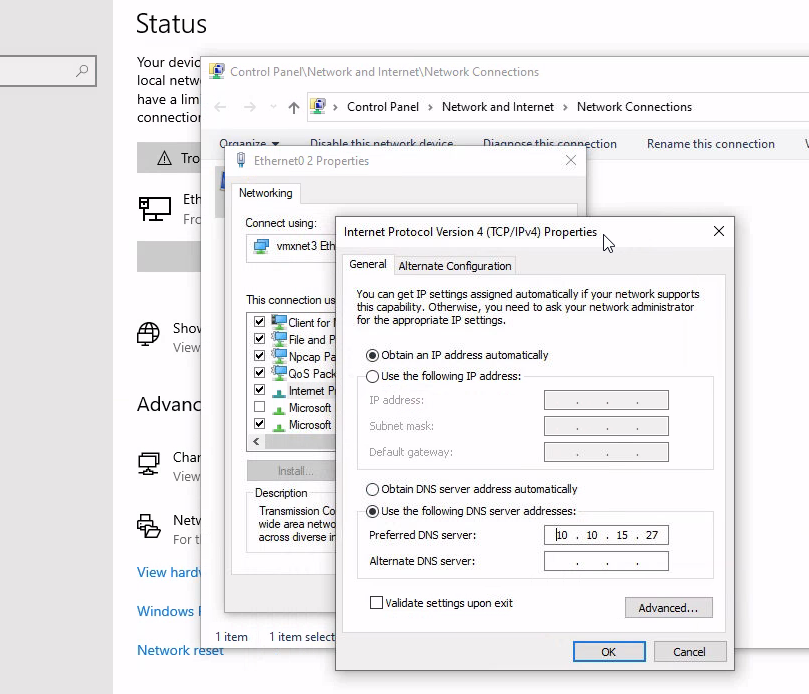 Status
Your devic
local netw
have a lim
connection
Tro
Eth
Fro
Show
View
Advanc
Chan
View
Netw
For t
View hardw
Windows F
Network reset
Control Panel\Network and Internet\Network Connections
Control Panel > Network and Internet > Network Connections
Organize Disable this network device Diagnose this connection Rename this connection
1 item 1 item select
Ethernet0 2 Properties
Networking
Connect using:
vmxnet3 Eth
This connection us
Client for M
File and P
Npcap Pa
QoS Pack
Internet P
Microsoft
Microsoft
Install...
Description
Transmission Co
wide area netwo
across diverse in
Internet Protocol Version 4 (TCP/IPv4) Properties
General Alternate Configuration
You can get IP settings assigned automatically if your network supports
this capability. Otherwise, you need to ask your network administrator
for the appropriate IP settings.
Obtain an IP address automatically
Use the following IP address:
IP address: . . .
Subnet mask: . . .
Default gateway: . . .
Obtain DNS server address automatically
Use the following DNS server addresses:
Preferred DNS server: 10 . 10 . 15 . 27
Alternate DNS server: . . .
Validate settings upon exit
Advanced...
OK Cancel